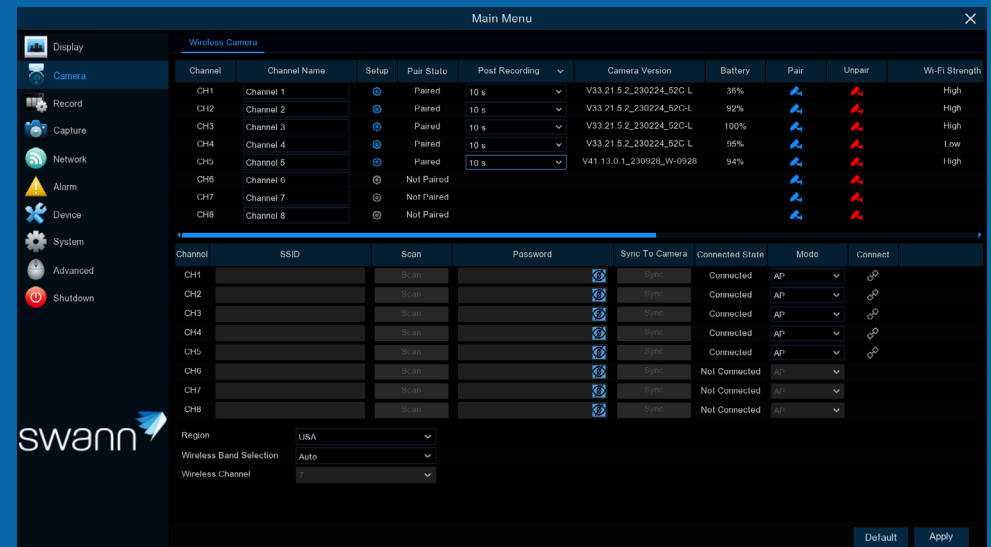 Main Menu
Display
Camera
Record
Capture
Network
Alarm
Device
System
Advanced
Shutdown
swann
Wireless Camera
Channel Channel Name Setup Pair State Post Recording Camera Version Battery Pair Unpair Wi-Fi Strength
CH1 Channel 1 Paired 10 s V33.21.5.2_230224_52C-L 36% High
CH2 Channel 2 Paired 10 s V33.21.5.2_230224_52C-L 92% High
CH3 Channel 3 Paired 10 s V33.21.5.2_230224_52C-L 100% High
CH4 Channel 4 Paired 10 s V33.21.5.2_230224_52C-L 95% Low
CH5 Channel 5 Paired 10 s V41.13.0.1_230928_W-0928 94% High
CH6 Channel 6 Not Paired
CH7 Channel 7 Not Paired
CH8 Channel 8 Not Paired
Channel SSID Scan Password Sync To Camera Connected State Mode Connect
CH1 Scan Sync Connected AP
CH2 Scan Sync Connected AP
CH3 Scan Sync Connected AP
CH4 Scan Sync Connected AP
CH5 Scan Sync Connected AP
CH6 Scan Sync Not Connected AP
CH7 Scan Sync Not Connected AP
CH8 Scan Sync Not Connected AP
Region USA
Wireless Band Selection Auto
Wireless Channel 7
Default Apply